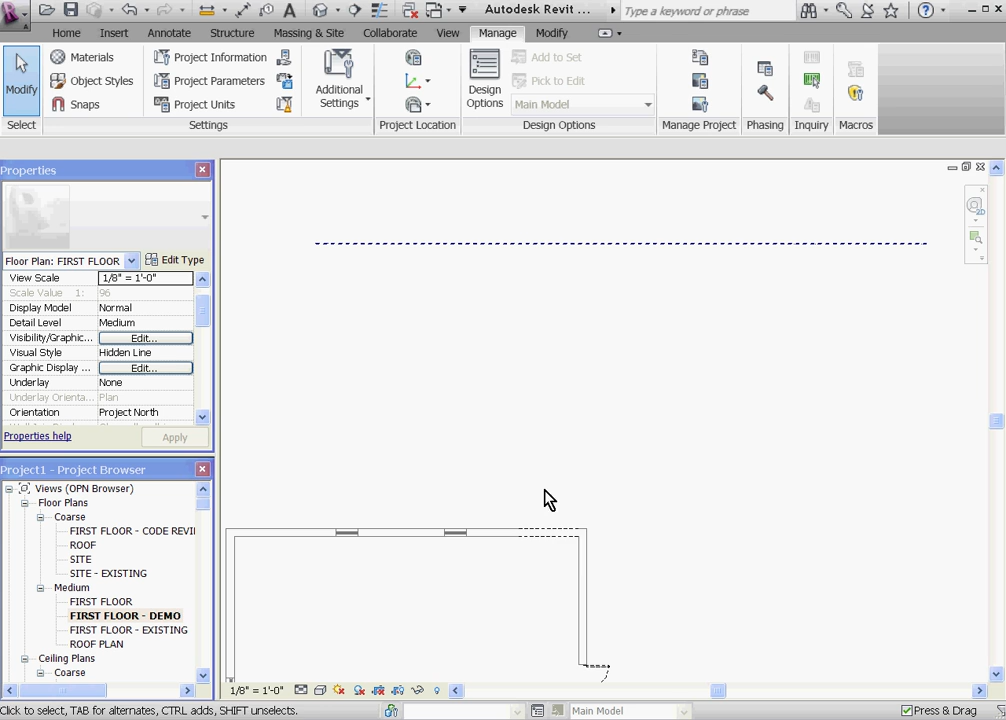 Autodesk Revit ...
Type a keyword or phrase
Home Insert Annotate Structure Massing & Site Collaborate View Manage Modify
Modify
Materials
Object Styles
Snaps
Project Information
Project Parameters
Project Units
Additional
Settings
Design
Options
Add to Set
Pick to Edit
Main Model
Select Settings Project Location Design Options Manage Project Phasing Inquiry Macros
Properties
Floor Plan: FIRST FLOOR Edit Type
View Scale 1/8" = 1'-0"
Scale Value 1: 96
Display Model Normal
Detail Level Medium
Visibility/Graphic... Edit...
Visual Style Hidden Line
Graphic Display ... Edit...
Underlay None
Underlay Orienta... Plan
Orientation Project North
Properties help Apply
Project1 - Project Browser
Views (OPN Browser)
Floor Plans
Coarse
FIRST FLOOR - CODE REVI
ROOF
SITE
SITE - EXISTING
Medium
FIRST FLOOR
FIRST FLOOR - DEMO
FIRST FLOOR - EXISTING
ROOF PLAN
Ceiling Plans
Coarse
2D
1/8" = 1'-0"
Click to select, TAB for alternates, CTRL adds, SHIFT unselects. Main Model Press & Drag